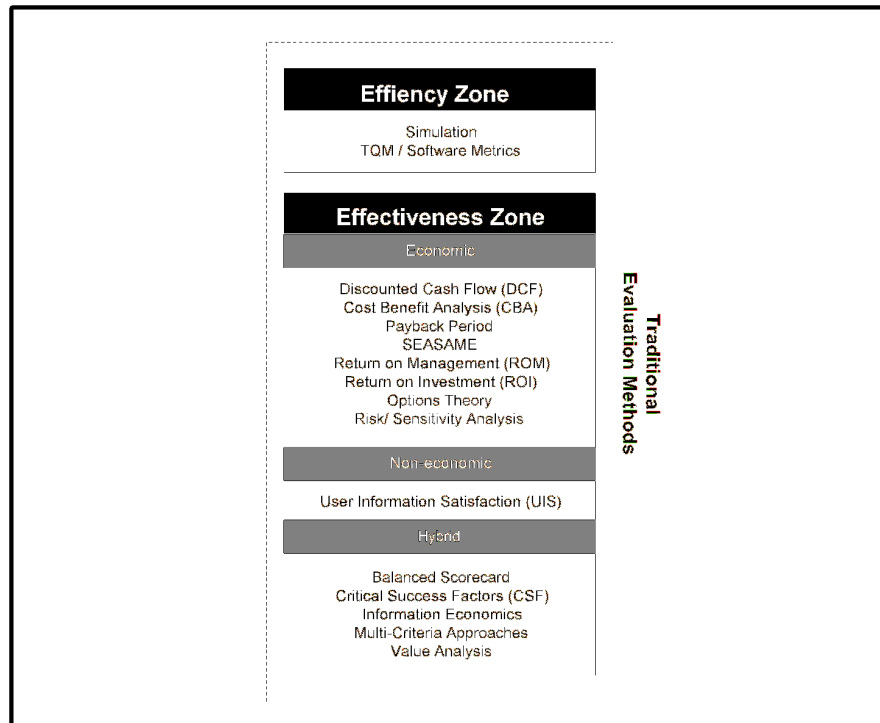 Effiency Zone
Simulation
TQM / Software Metrics
Effectiveness Zone
Economic
Discounted Cash Flow (DCF)
Cost Benefit Analysis (CBA)
Payback Period
SEASAME
Return on Management (ROM)
Return on Investment (ROI)
Options Theory
Risk/ Sensitivity Analysis
Non-economic
User Information Satisfaction (UIS)
Hybrid
Balanced Scorecard
Critical Success Factors (CSF)
Information Economics
Multi-Criteria Approaches
Value Analysis
Traditional
Evaluation Methods